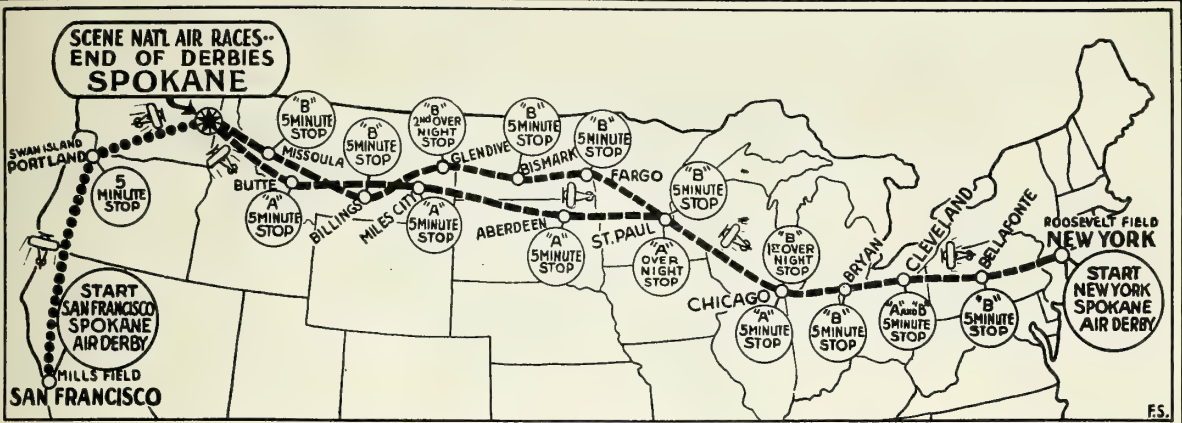 SCENE NAT'L AIR RACES--
END OF DERBIES
SPOKANE
SWAN ISLAND
PORTLAND
5
MINUTE
STOP
START
SAN FRANCISCO
SPOKANE
AIR DERBY
MILLS FIELD
SAN FRANCISCO
"B"
5 MINUTE
STOP
MISSOULA
BUTTE
"A"
5 MINUTE
STOP
"B"
5 MINUTE
STOP
BILLINGS
MILES CITY
"A"
5 MINUTE
STOP
"B"
2ND OVER
NIGHT
STOP
GLENDIVE
"B"
5 MINUTE
STOP
BISMARK
"B"
5 MINUTE
STOP
FARGO
ABERDEEN
"A"
5 MINUTE
STOP
"B"
5 MINUTE
STOP
ST. PAUL
"A"
OVER
NIGHT
STOP
"B"
1ST OVER
NIGHT
STOP
CHICAGO
"A"
5 MINUTE
STOP
BRYAN
"B"
5 MINUTE
STOP
CLEVELAND
"A" AND "B"
5 MINUTE
STOP
BELLAFONTE
"B"
5 MINUTE
STOP
ROOSEVELT FIELD
NEW YORK
START
NEW YORK
SPOKANE
AIR DERBY
F.S.